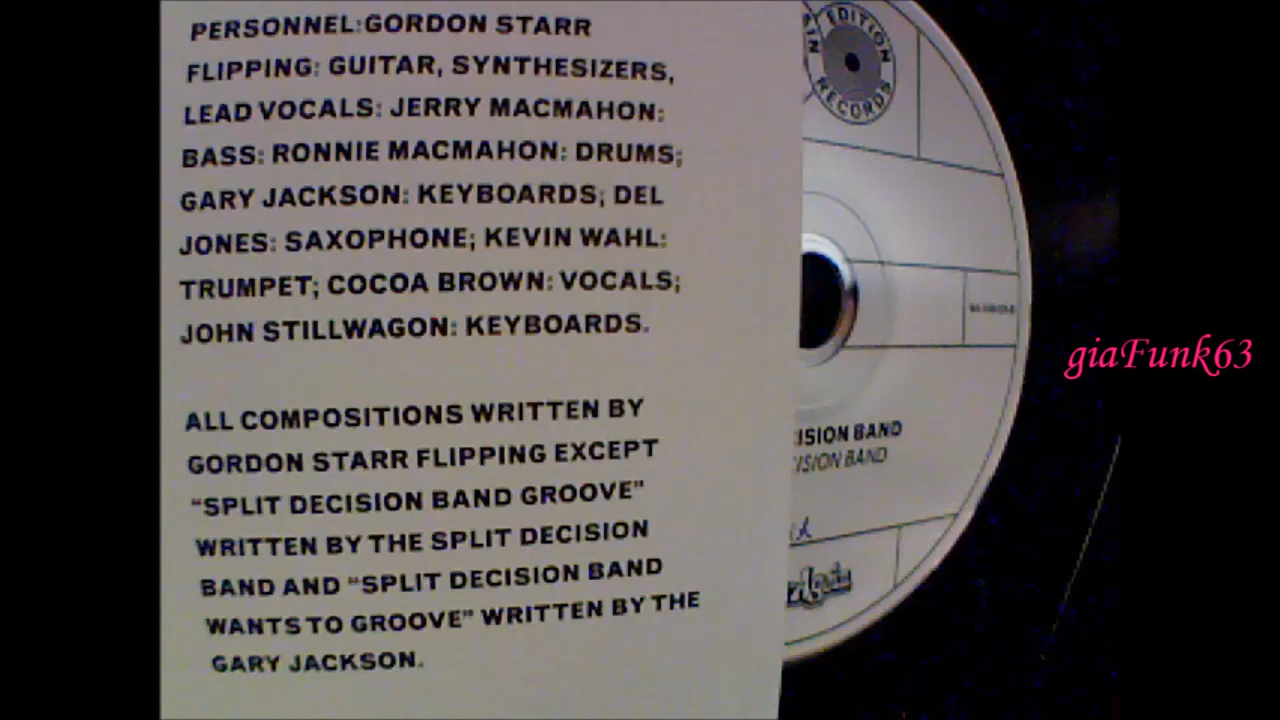 PERSONNEL:GORDON STARR
FLIPPING: GUITAR, SYNTHESIZERS,
LEAD VOCALS: JERRY MACMAHON:
BASS: RONNIE MACMAHON: DRUMS;
GARY JACKSON: KEYBOARDS; DEL
JONES: SAXOPHONE; KEVIN WAHL:
TRUMPET; COCOA BROWN: VOCALS;
JOHN STILLWAGON: KEYBOARDS.
ALL COMPOSITIONS WRITTEN BY
GORDON STARR FLIPPING EXCEPT
“SPLIT DECISION BAND GROOVE”
WRITTEN BY THE SPLIT DECISION
BAND AND “SPLIT DECISION BAND
WANTS TO GROOVE” WRITTEN BY THE
GARY JACKSON.
EDITION
RECORDS
CISION BAND
CISION BAND
giaFunk63